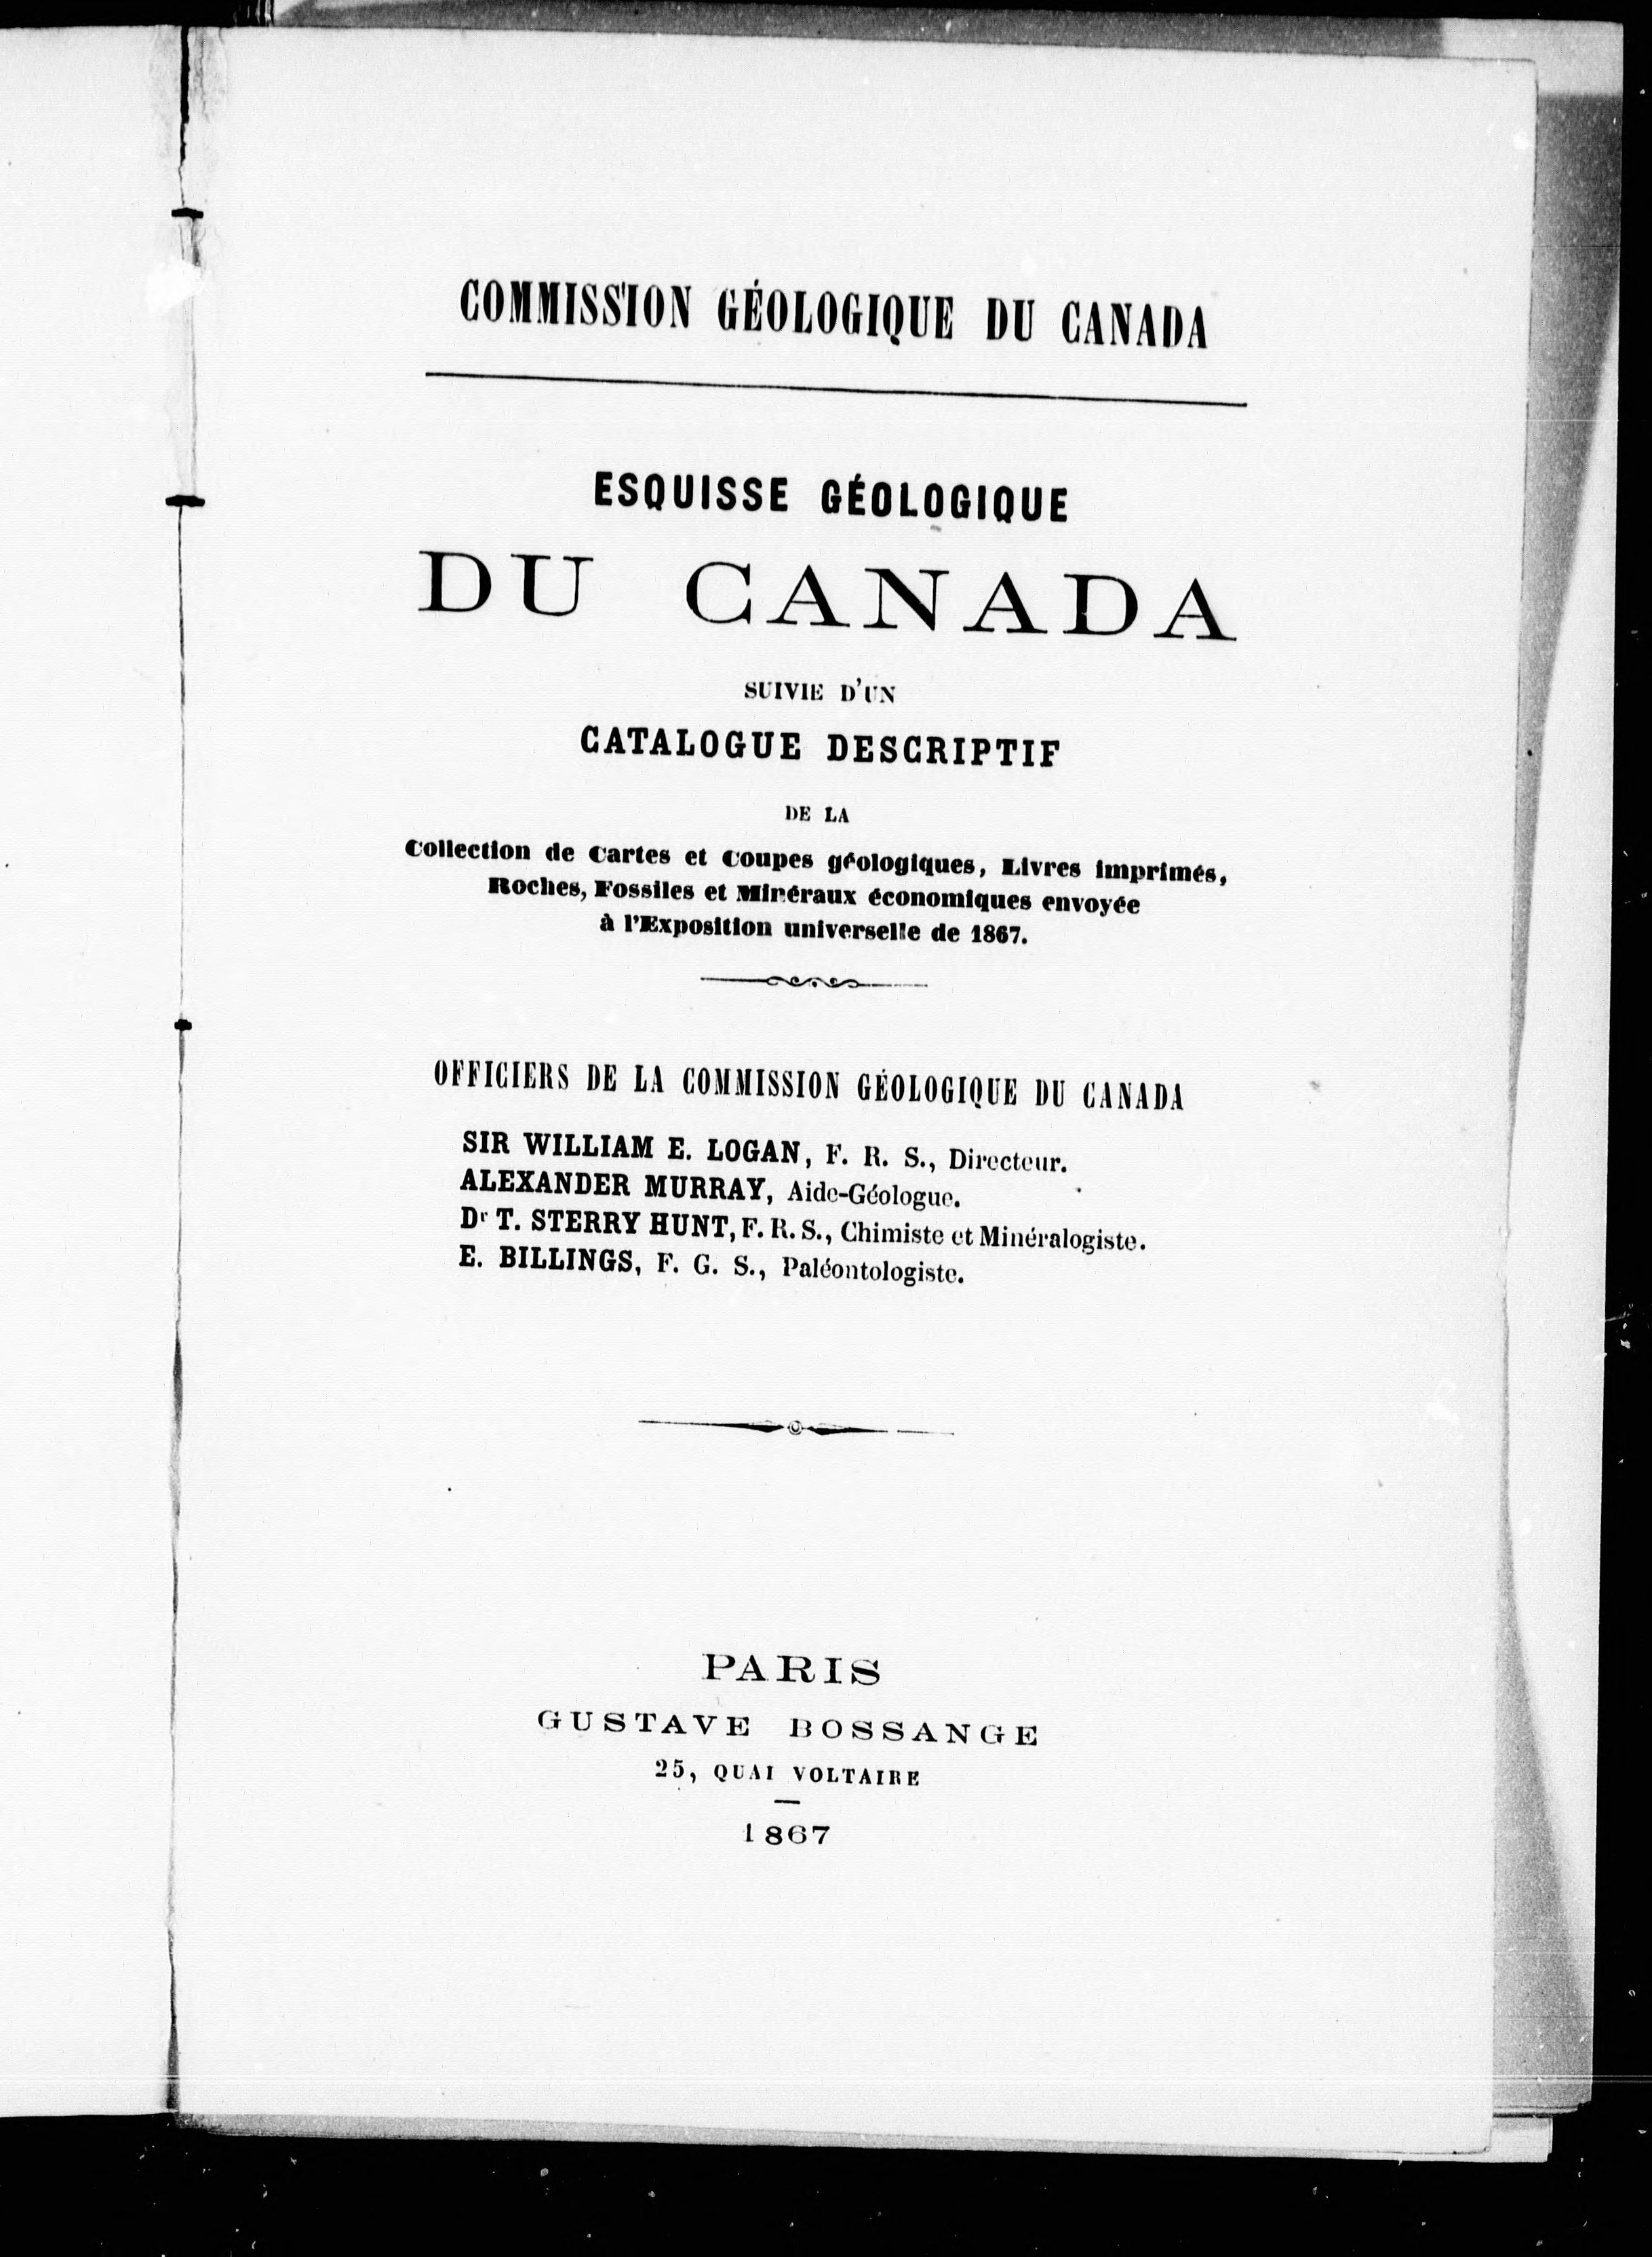 COMMISSION GÉOLOGIQUE DU CANADA
ESQUISSE GÉOLOGIQUE
DU CANADA
SUIVIE D'UN
CATALOGUE DESCRIPTIF
DE LA
Collection de Cartes et Coupes géologiques, Livres imprimés,
Roches, Fossiles et Minéraux économiques envoyée
à l'Exposition universelle de 1867.
OFFICIERS DE LA COMMISSION GÉOLOGIQUE DU CANADA
SIR WILLIAM E. LOGAN, F. R. S., Directeur.
ALEXANDER MURRAY, Aide-Géologue.
Dr T. STERRY HUNT, F. R. S., Chimiste et Minéralogiste.
E. BILLINGS, F. G. S., Paléontologiste.
PARIS
GUSTAVE BOSSANGE
25, QUAI VOLTAIRE
1867